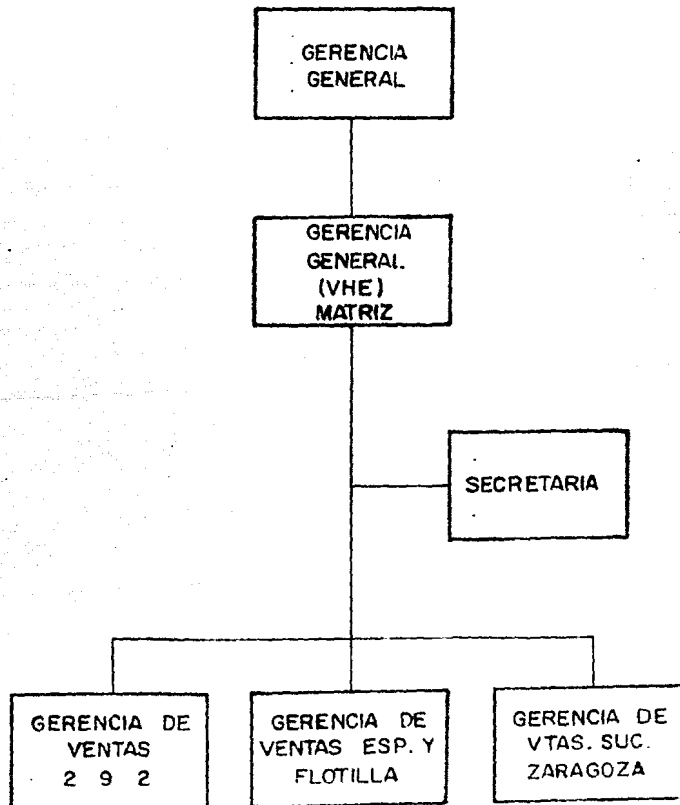 GERENCIA
GENERAL
GERENCIA
GENERAL.
(VHE)
MATRIZ
SECRETARIA
GERENCIA DE
VENTAS
2 9 2
GERENCIA DE
VENTAS ESP. Y
FLOTILLA
GERENCIA DE
VTAS. SUC.
ZARAGOZA